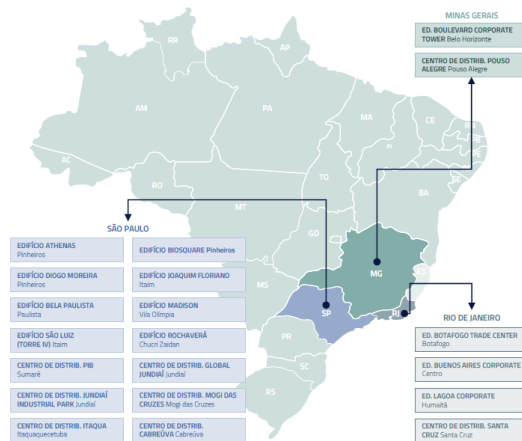 MINAS GERAIS
ED. BOULEVARD CORPORATE
TOWER Belo Horizonte
CENTRO DE DISTRIB. POUSO
ALEGRE Pouso Alegre
RR
AP
AM
PA
MA
CE
RN
PB
PE
PI
AC
TO
SE
RO
BA
MT
GO
MG
ES
MS
SP
RJ
PR
SC
RS
SÃO PAULO
EDIFÍCIO ATHENAS
Pinheiros
EDIFÍCIO BIOSQUARE Pinheiros
EDIFÍCIO DIOGO MOREIRA
Pinheiros
EDIFÍCIO JOAQUIM FLORIANO
Itaim
EDIFÍCIO BELA PAULISTA
Paulista
EDIFÍCIO MADISON
Vila Olímpia
EDIFÍCIO SÃO LUIZ
(TORRE IV) Itaim
EDIFÍCIO ROCHAVERÁ
Chucri Zaidan
CENTRO DE DISTRIB. PIB
Sumaré
CENTRO DE DISTRIB. GLOBAL
JUNDIAÍ Jundiaí
CENTRO DE DISTRIB. JUNDIAÍ
INDUSTRIAL PARK Jundiaí
CENTRO DE DISTRIB. MOGI DAS
CRUZES Mogi das Cruzes
CENTRO DE DISTRIB. ITAQUA
Itaquaquecetuba
CENTRO DE DISTRIB.
CABREÚVA Cabreúva
RIO DE JANEIRO
ED. BOTAFOGO TRADE CENTER
Botafogo
ED. BUENOS AIRES CORPORATE
Centro
ED. LAGOA CORPORATE
Humaitá
CENTRO DE DISTRIB. SANTA
CRUZ Santa Cruz